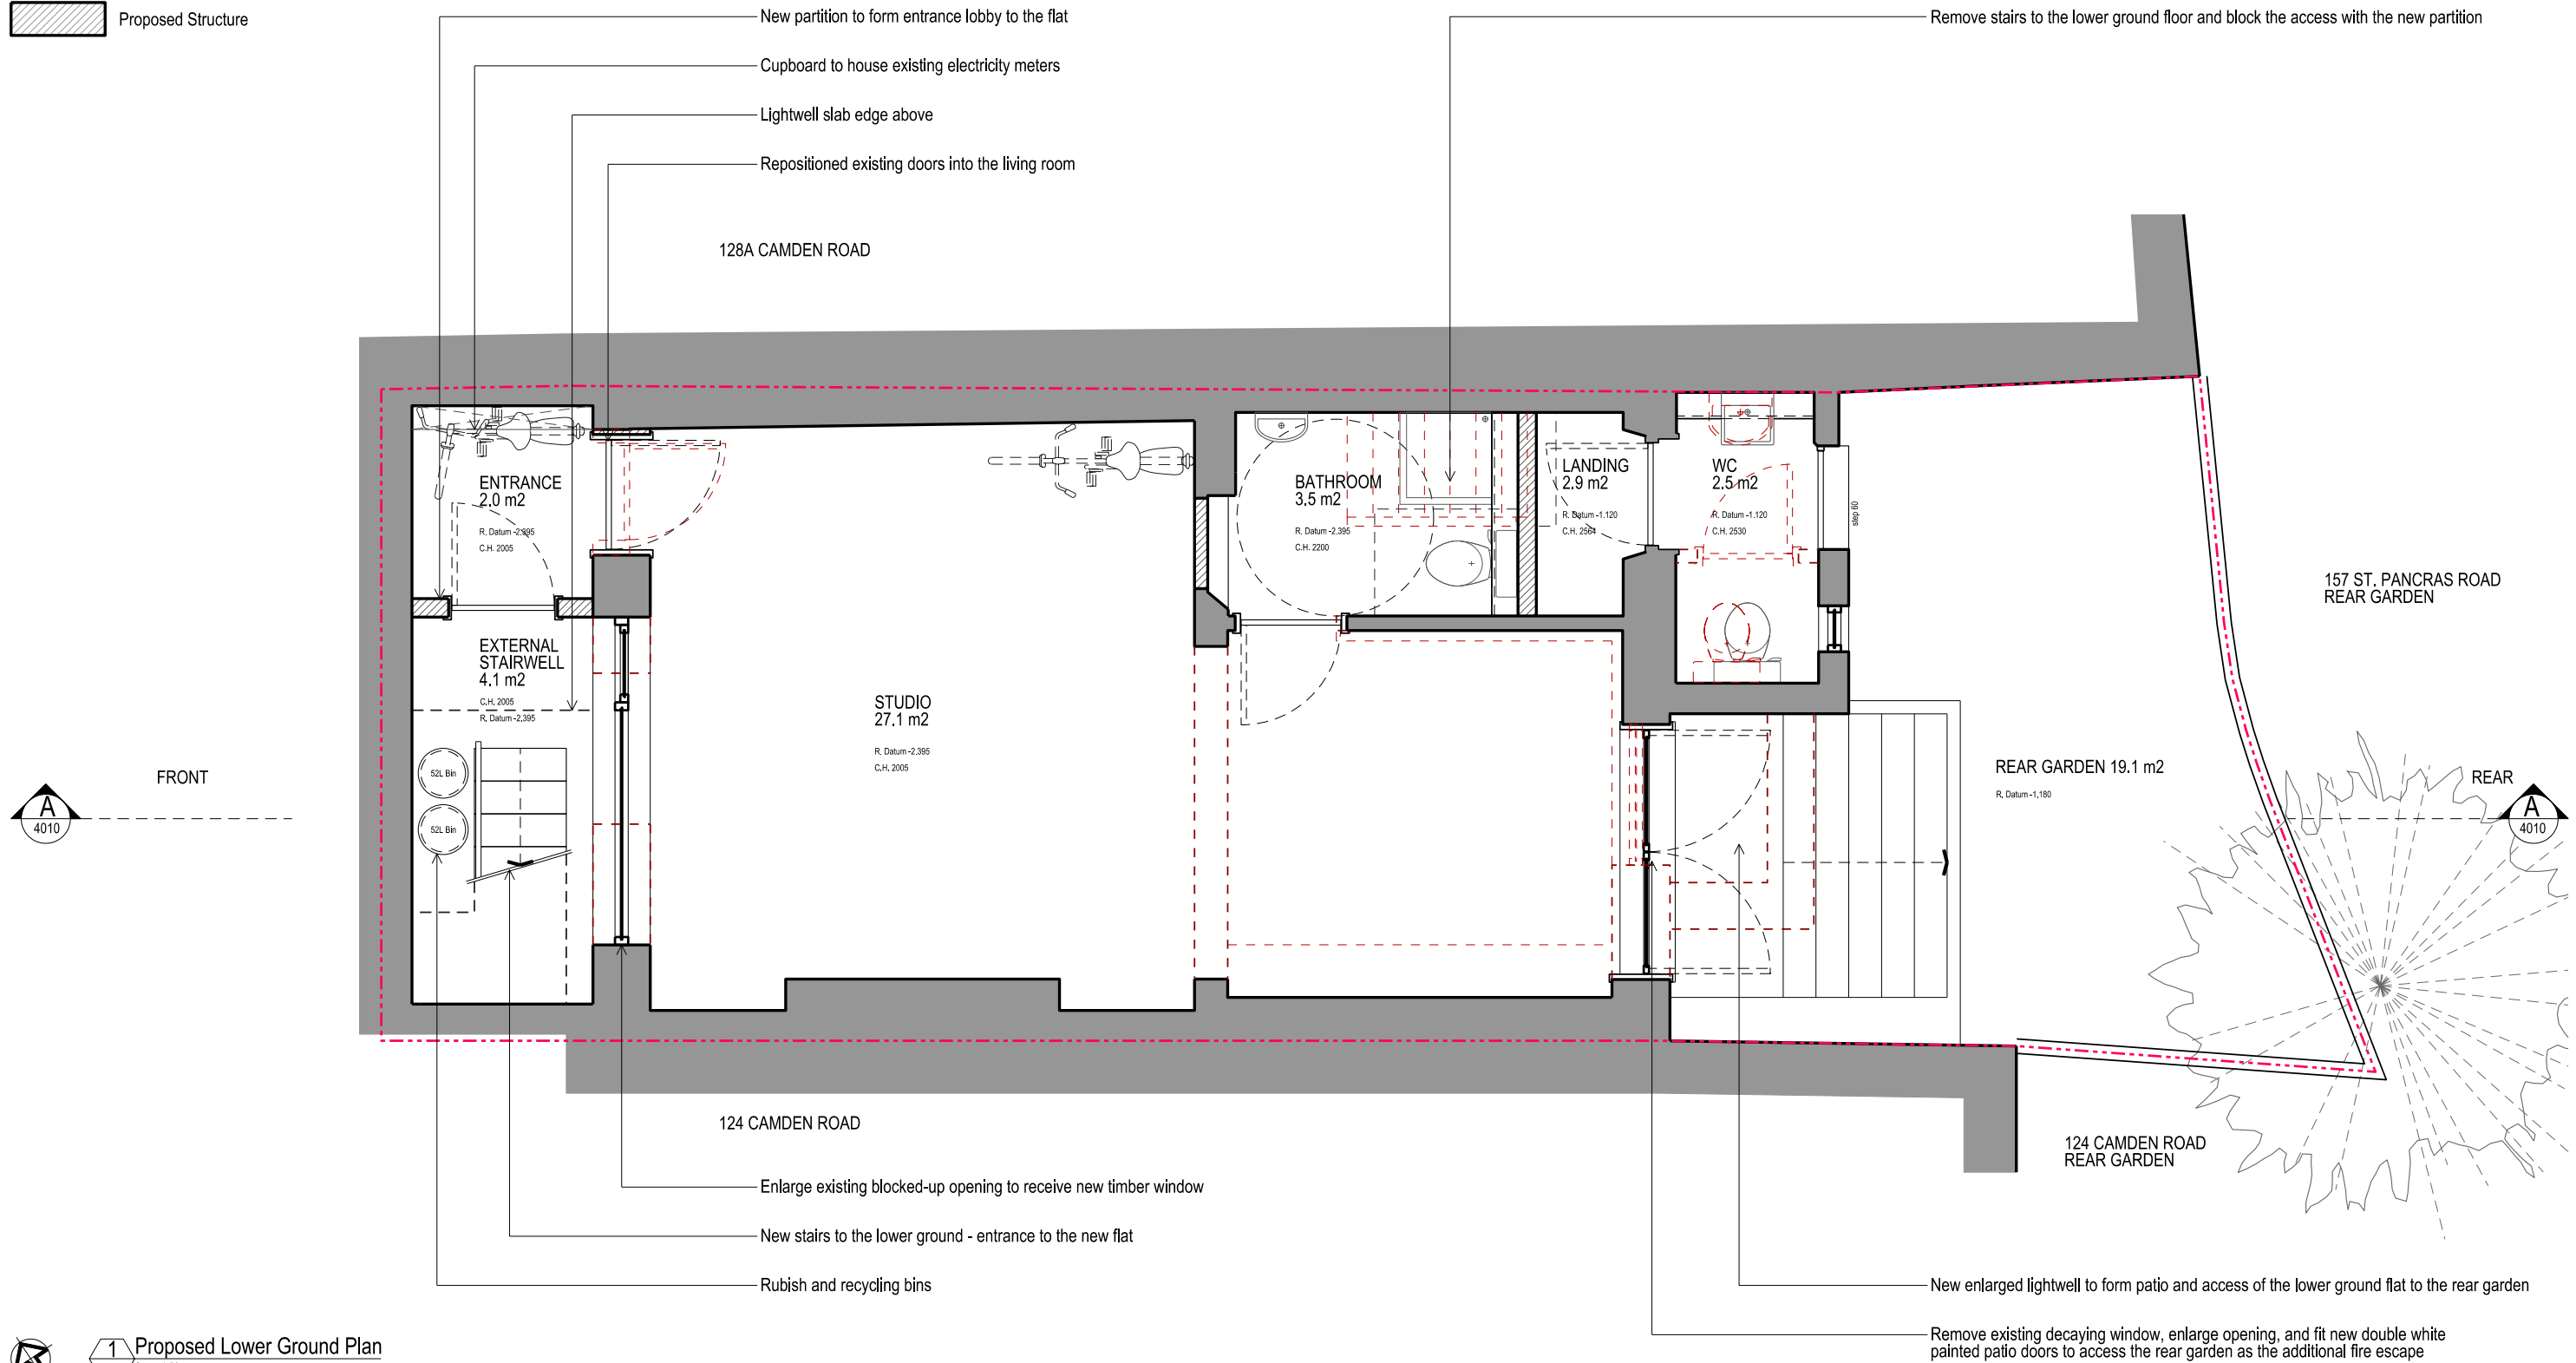 Proposed Structure
New partition to form entrance lobby to the flat
Remove stairs to the lower ground floor and block the access with the new partition
Cupboard to house existing electricity meters
Lightwell slab edge above
Repositioned existing doors into the living room
128A CAMDEN ROAD
ENTRANCE
2.0 m2
R. Datum -2.395
C.H. 2005
BATHROOM
3.5 m2
R. Datum -2.395
C.H. 2200
LANDING
2.9 m2
R. Datum -1.120
C.H. 2564
WC
2.5 m2
R. Datum -1.120
C.H. 2530
step 60
157 ST. PANCRAS ROAD
REAR GARDEN
EXTERNAL
STAIRWELL
4.1 m2
C.H. 2005
R. Datum -2.395
STUDIO
27.1 m2
R. Datum -2.395
C.H. 2005
REAR GARDEN 19.1 m2
R. Datum -1.180
FRONT
REAR
A
4010
52L Bin
52L Bin
A
4010
124 CAMDEN ROAD
124 CAMDEN ROAD
REAR GARDEN
Enlarge existing blocked-up opening to receive new timber window
New stairs to the lower ground - entrance to the new flat
Rubish and recycling bins
New enlarged lightwell to form patio and access of the lower ground flat to the rear garden
Remove existing decaying window, enlarge opening, and fit new double white
painted patio doors to access the rear garden as the additional fire escape
1 Proposed Lower Ground Plan